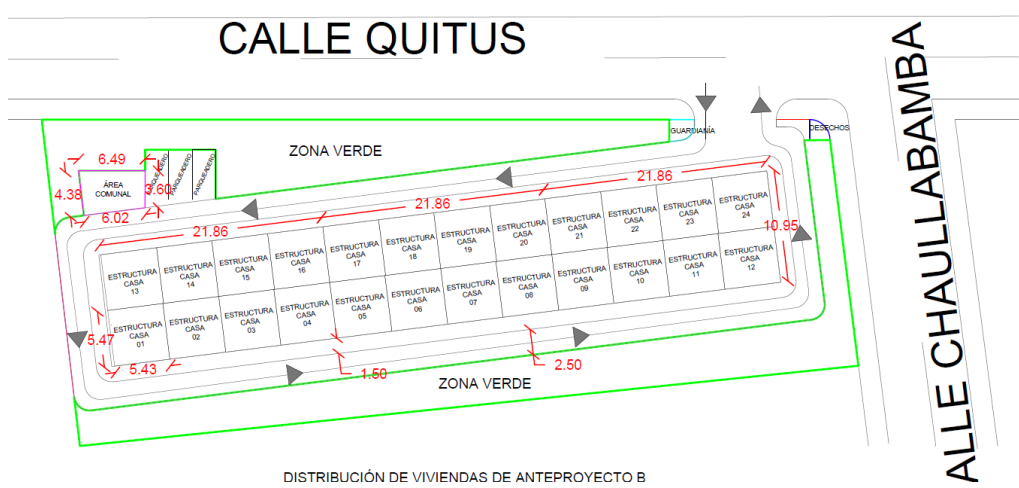 CALLE QUITUS
CALLE CHAULLABAMBA
GUARDIANÍA
DESECHOS
ZONA VERDE
6.49
4.38
ÁREA
COMUNAL
6.02
PARQUEADERO
PARQUEADERO
PARQUEADERO
3.60
21.86
21.86
21.86
10.95
ESTRUCTURA
CASA
13
ESTRUCTURA
CASA
14
ESTRUCTURA
CASA
15
ESTRUCTURA
CASA
16
ESTRUCTURA
CASA
17
ESTRUCTURA
CASA
18
ESTRUCTURA
CASA
19
ESTRUCTURA
CASA
20
ESTRUCTURA
CASA
21
ESTRUCTURA
CASA
22
ESTRUCTURA
CASA
23
ESTRUCTURA
CASA
24
ESTRUCTURA
CASA
01
ESTRUCTURA
CASA
02
ESTRUCTURA
CASA
03
ESTRUCTURA
CASA
04
ESTRUCTURA
CASA
05
ESTRUCTURA
CASA
06
ESTRUCTURA
CASA
07
ESTRUCTURA
CASA
08
ESTRUCTURA
CASA
09
ESTRUCTURA
CASA
10
ESTRUCTURA
CASA
11
ESTRUCTURA
CASA
12
5.47
5.43
1.50
2.50
ZONA VERDE
DISTRIBUCIÓN DE VIVIENDAS DE ANTEPROYECTO B